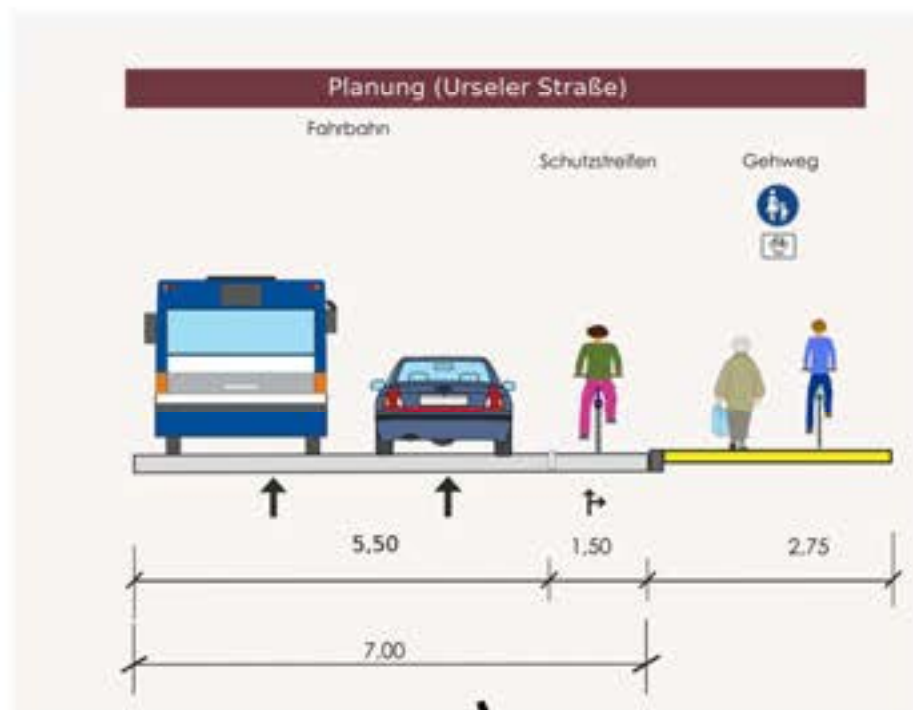 Planung (Urseler Straße)
Fahrbahn
Schutzstreifen
Gehweg
5,50
1,50
2,75
7,00